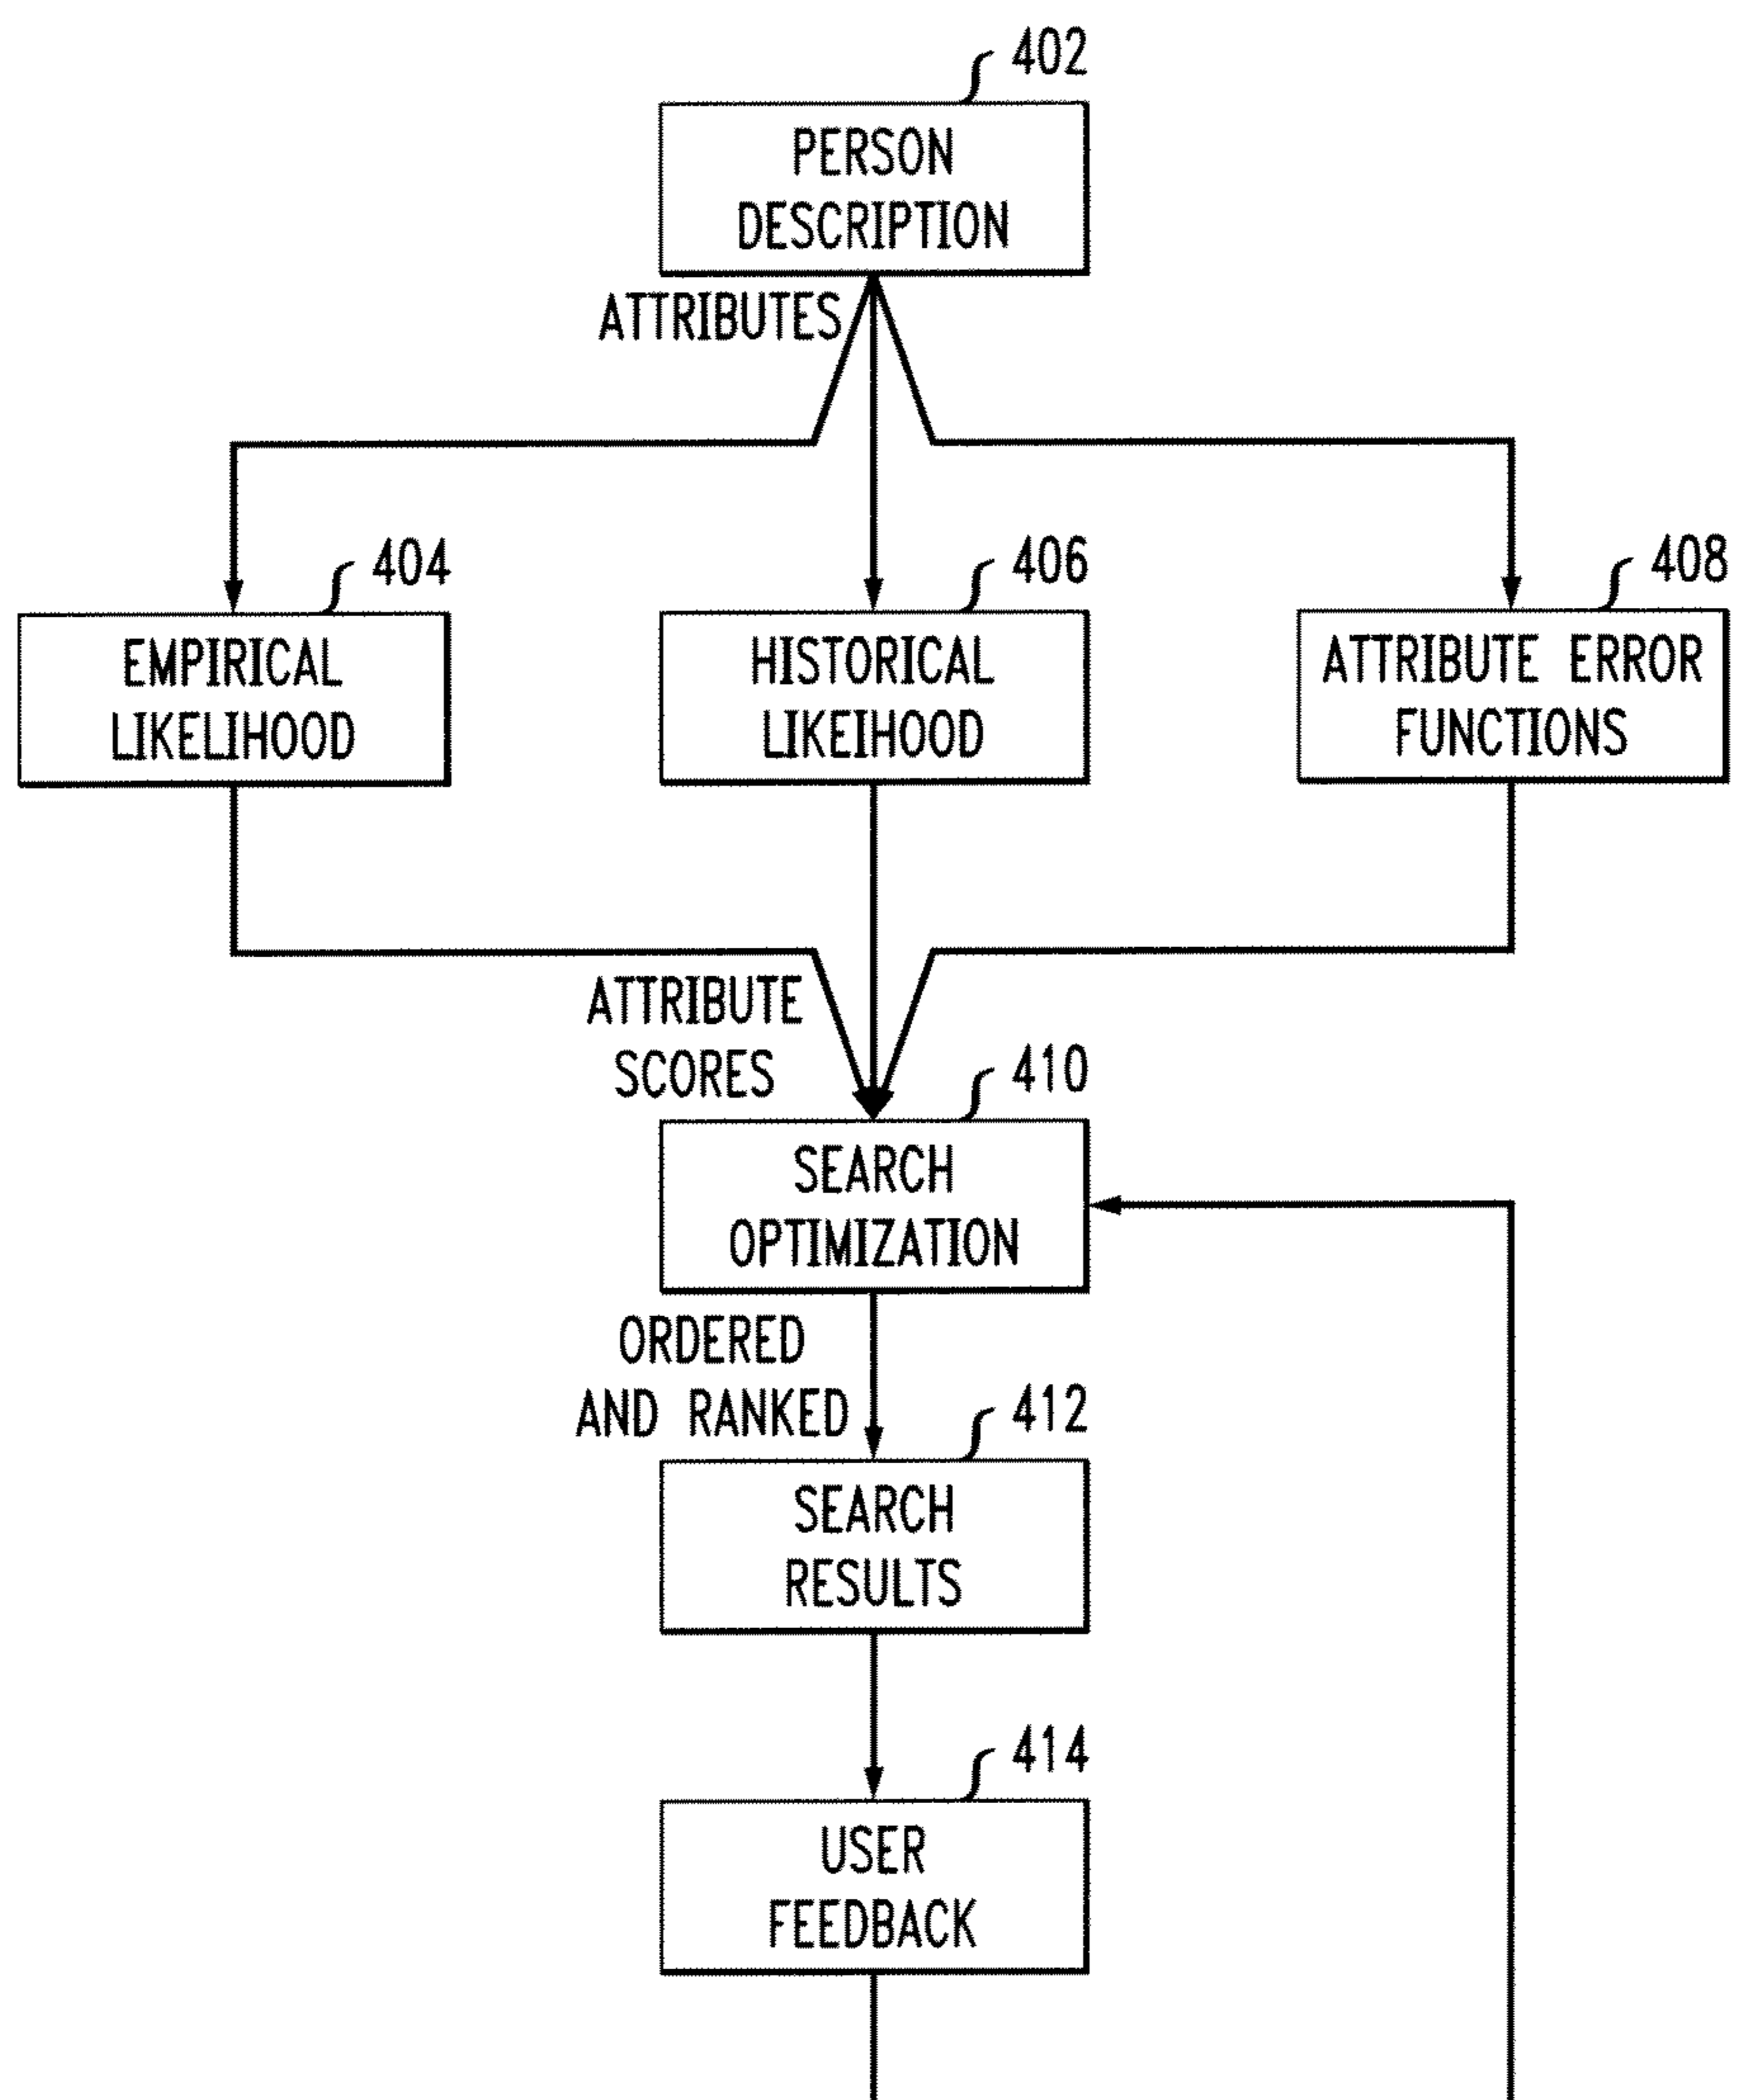 402
PERSON
DESCRIPTION
ATTRIBUTES
404
406
408
EMPIRICAL
LIKELIHOOD
HISTORICAL
LIKEIHOOD
ATTRIBUTE ERROR
FUNCTIONS
ATTRIBUTE
SCORES
410
SEARCH
OPTIMIZATION
ORDERED
AND RANKED
412
SEARCH
RESULTS
414
USER
FEEDBACK